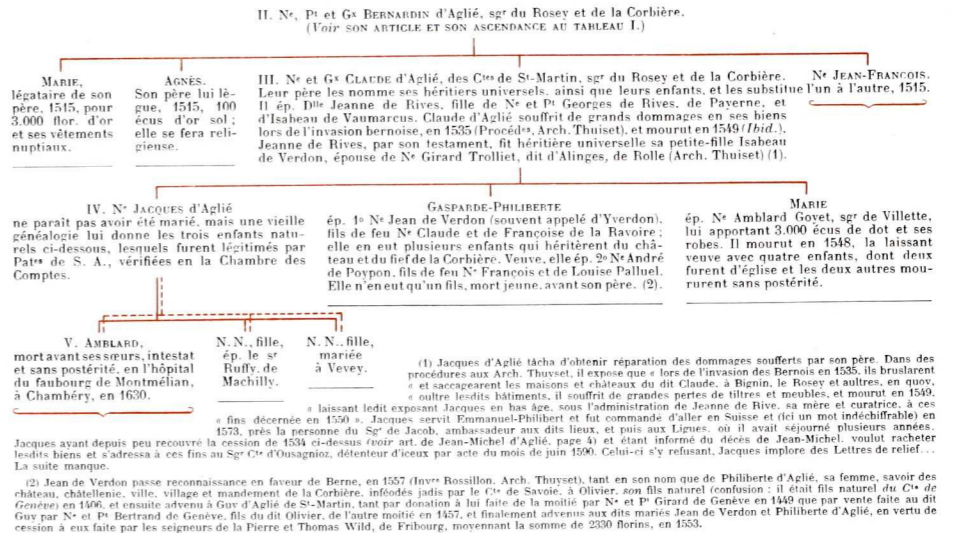 II. Nᵉ, Pᵗ et Gˣ BERNARDIN d'Aglié, sgʳ du Rosey et de la Corbière.
(Voir SON ARTICLE ET SON ASCENDANCE AU TABLEAU I.)
MARIE,
légataire de son
père, 1515, pour
3.000 flor. d'or
et ses vêtements
nuptiaux.
AGNÈS.
Son père lui lè-
gue, 1515, 100
écus d'or sol ;
elle se fera reli-
gieuse.
III. Nᵉ et Gˣ CLAUDE d'Aglié, des Cᵗᵉˢ de Sᵗ-Martin, sgʳ du Rosey et de la Corbière.
Leur père les nomme ses héritiers universels, ainsi que leurs enfants, et les substitue l'un à l'autre, 1515.
Il ép. Dˡˡᵉ Jeanne de Rives, fille de Nᵉ et Pᵗ Georges de Rives, de Payerne, et
d'Isabeau de Vaumarcus. Claude d'Aglié souffrit de grands dommages en ses biens
lors de l'invasion bernoise, en 1535 (Procédᵉˢ, Arch. Thuiset), et mourut en 1549 (Ibid.).
Jeanne de Rives, par son testament, fit héritière universelle sa petite-fille Isabeau
de Verdon, épouse de Nᵉ Girard Trolliet, dit d'Alinges, de Rolle (Arch. Thuiset) (1).
Nᵉ JEAN-FRANÇOIS.
IV. Nᵉ JACQUES d'Aglié
ne paraît pas avoir été marié, mais une vieille
généalogie lui donne les trois enfants natu-
rels ci-dessous, lesquels furent légitimés par
Patᵉˢ de S. A., vérifiées en la Chambre des
Comptes.
GASPARDE-PHILIBERTE
ép. 1º Nᵉ Jean de Verdon (souvent appelé d'Yverdon),
fils de feu Nᵉ Claude et de Françoise de la Ravoire ;
elle en eut plusieurs enfants qui héritèrent du châ-
teau et du fief de la Corbière. Veuve, elle ép. 2º Nᵉ André
de Poypon, fils de feu Nᵉ François et de Louise Palluel.
Elle n'en eut qu'un fils, mort jeune, avant son père. (2).
MARIE
ép. Nᵉ Amblard Goyet, sgʳ de Villette,
lui apportant 3.000 écus de dot et ses
robes. Il mourut en 1548, la laissant
veuve avec quatre enfants, dont deux
furent d'église et les deux autres mou-
rurent sans postérité.
V. AMBLARD,
mort avant ses sœurs, intestat
et sans postérité, en l'hôpital
du faubourg de Montmélian,
à Chambéry, en 1630.
N. N., fille,
ép. le sʳ
Ruffy, de
Machilly.
N. N., fille,
mariée
à Vevey.
(1) Jacques d'Aglié tâcha d'obtenir réparation des dommages soufferts par son père. Dans des
procédures aux Arch. Thuyset, il expose que « lors de l'invasion des Bernois en 1535, ils bruslarent
« et saccagearent les maisons et châteaux du dit Claude, à Bignin, le Rosey et aultres, en quoy,
« oultre lesdits bâtiments, il souffrit de grandes pertes de tiltres et meubles, et mourut en 1549,
« laissant ledit exposant Jacques en bas âge, sous l'administration de Jeanne de Rive, sa mère et curatrice, à ces
« fins décernée en 1550 ». Jacques servit Emmanuel-Philibert et fut commandé d'aller en Suisse et (ici un mot indéchiffrable) en
1573, près la personne du Sgʳ de Jacob, ambassadeur aux dits lieux, et puis aux Ligues, où il avait séjourné plusieurs années.
Jacques ayant depuis peu recouvré la cession de 1534 ci-dessus (voir art. de Jean-Michel d'Aglié, page 4) et étant informé du décès de Jean-Michel, voulut racheter
lesdits biens et s'adressa à ces fins au Sgʳ Cᵗᵉ d'Ousagnioz, détenteur d'iceux par acte du mois de juin 1590. Celui-ci s'y refusant, Jacques implore des Lettres de relief...
La suite manque.
(2) Jean de Verdon passe reconnaissance en faveur de Berne, en 1557 (Invʳᵉ Rossillon, Arch. Thuyset), tant en son nom que de Philiberte d'Aglié, sa femme, savoir des
château, châtellenie, ville, village et mandement de la Corbière, inféodés jadis par le Cᵗᵉ de Savoie, à Olivier, son fils naturel (confusion : il était fils naturel du Cᵗᵉ de
Genève) en 1406, et ensuite advenu à Guy d'Aglié de Sᵗ-Martin, tant par donation à lui faite de la moitié par Nᵉ et Pᵗ Girard de Genève en 1449 que par vente faite au dit
Guy par Nᵉ et Pᵗ Bertrand de Genève, fils du dit Olivier, de l'autre moitié en 1457, et finalement advenus aux dits mariés Jean de Verdon et Philiberte d'Aglié, en vertu de
cession à eux faite par les seigneurs de la Pierre et Thomas Wild, de Fribourg, moyennant la somme de 2330 florins, en 1553.